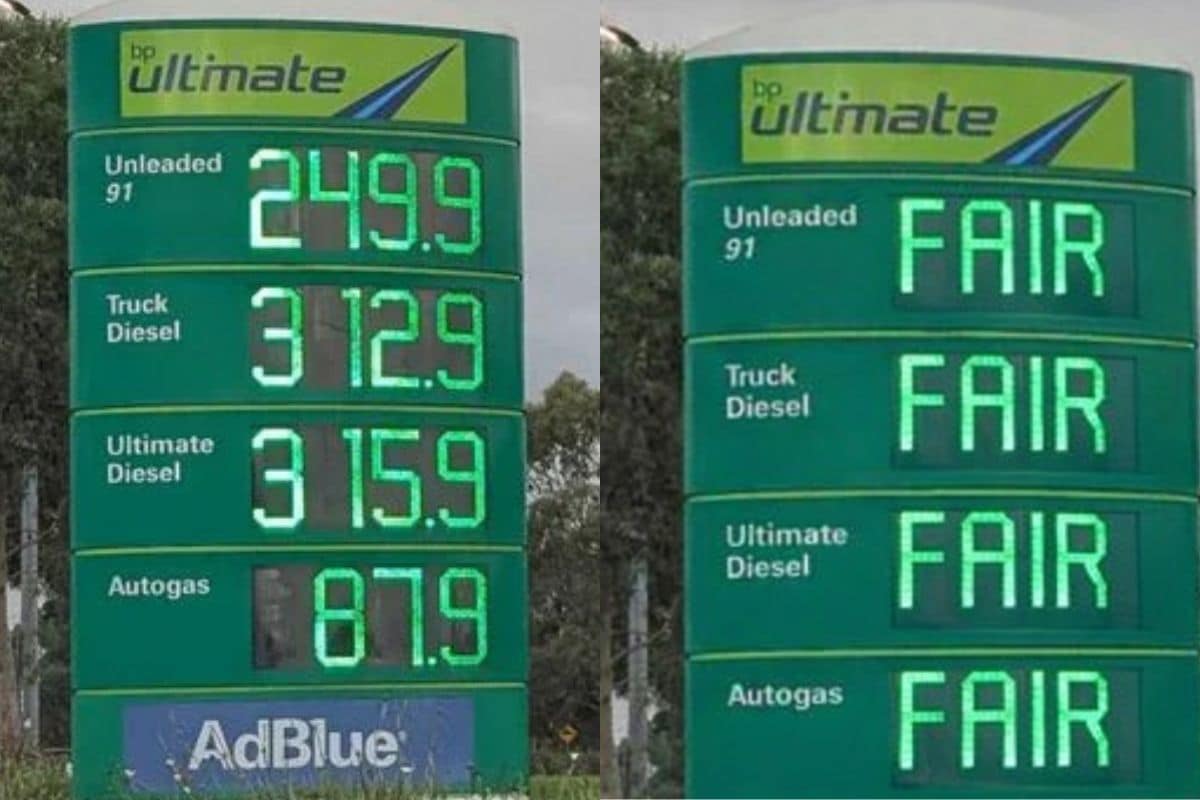 bp
ultimate
Unleaded 249.9
91
Truck 312.9
Diesel
Ultimate 315.9
Diesel
Autogas 87.9
AdBlue
bp
ultimate
Unleaded FAIR
91
Truck FAIR
Diesel
Ultimate FAIR
Diesel
Autogas FAIR